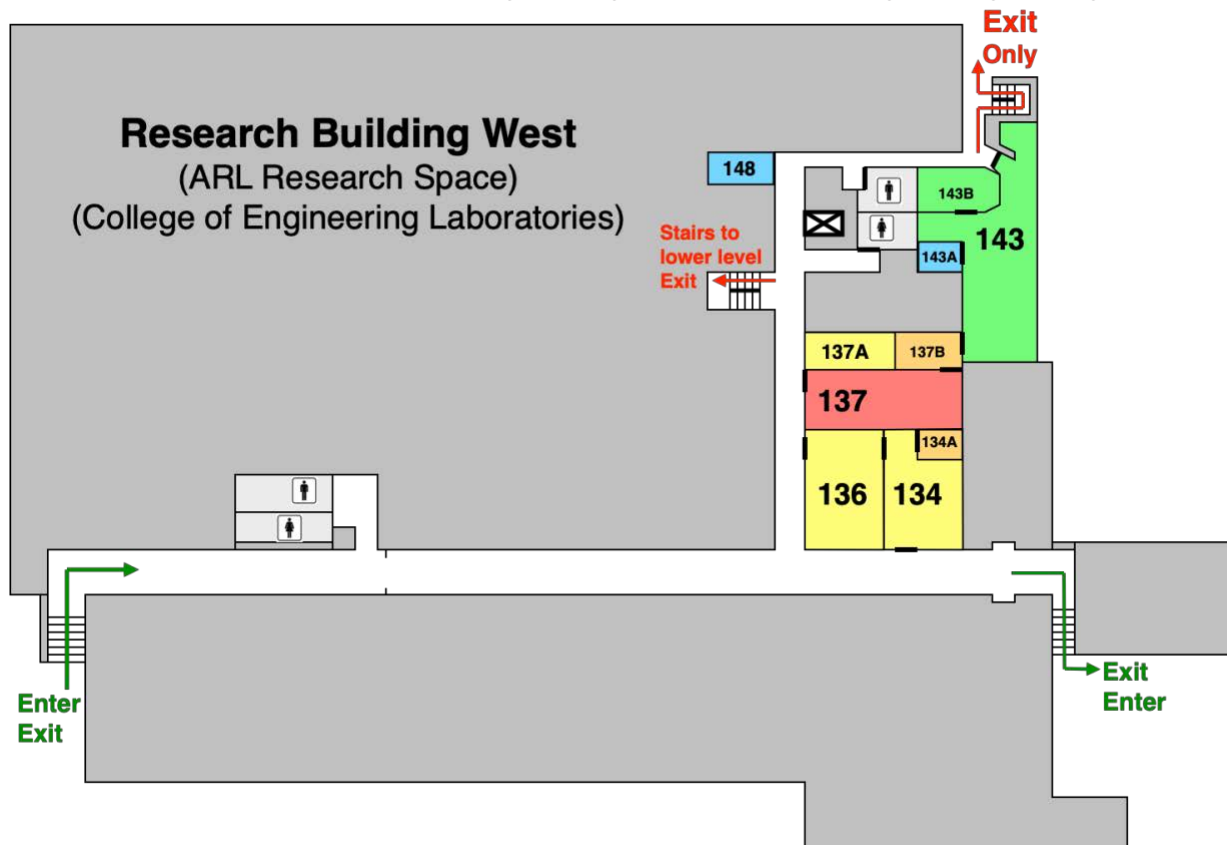 Exit
Only
Research Building West
(ARL Research Space)
(College of Engineering Laboratories)
148
143B
143
Stairs to
lower level
Exit
143A
137A
137B
137
134A
136
134
Enter
Exit
Exit
Enter